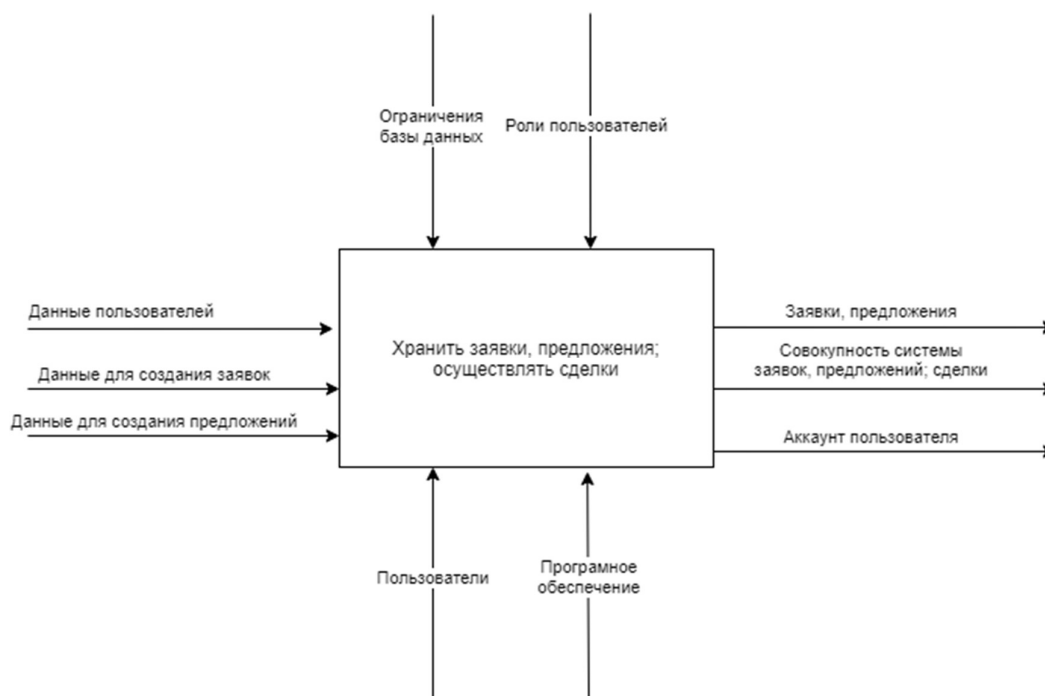 Ограничения
базы данных
Роли пользователей
Данные пользователей
Данные для создания заявок
Данные для создания предложений
Хранить заявки, предложения;
осуществлять сделки
Заявки, предложения
Совокупность системы
заявок, предложений; сделки
Аккаунт пользователя
Пользователи
Програмное
обеспечение